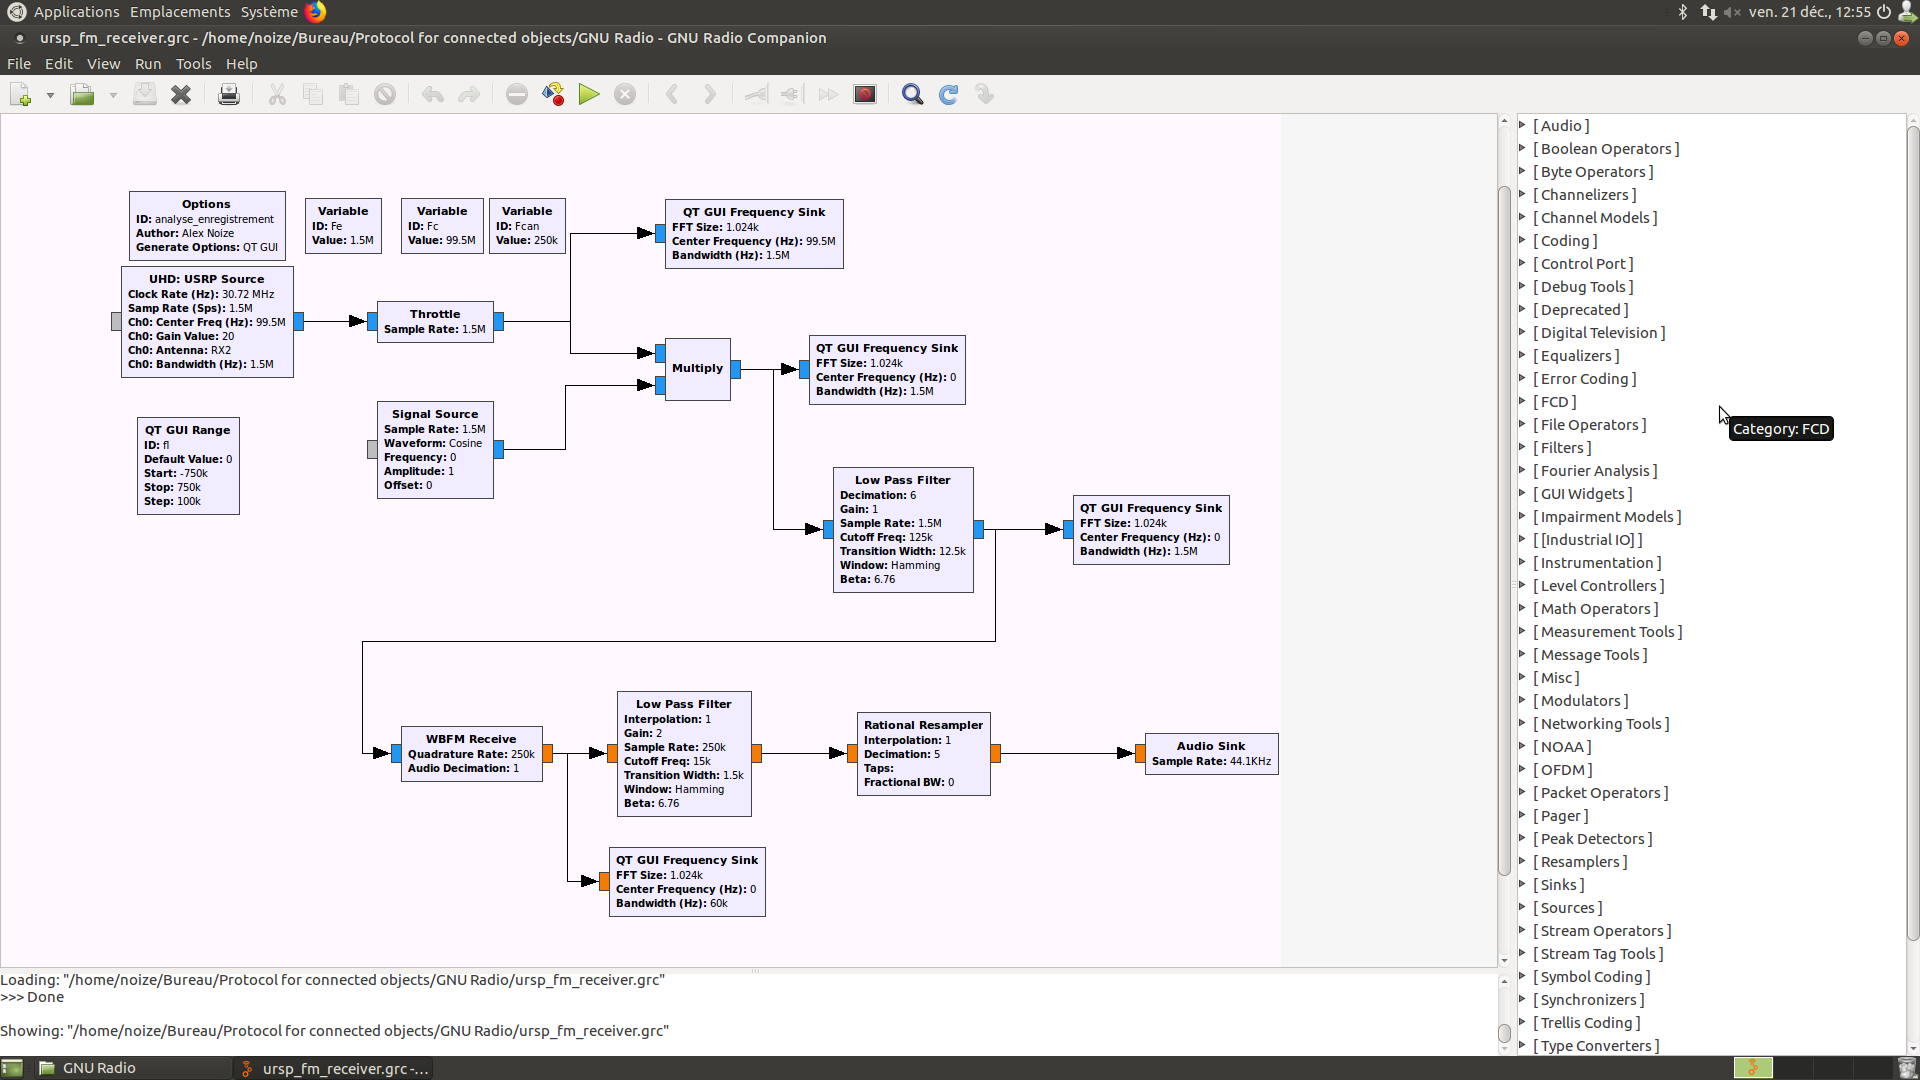 Applications Emplacements Système
ven. 21 déc., 12:55
ursp_fm_receiver.grc - /home/noize/Bureau/Protocol for connected objects/GNU Radio - GNU Radio Companion
File Edit View Run Tools Help
Options
ID: analyse_enregistrement
Author: Alex Noize
Generate Options: QT GUI
Variable
ID: Fe
Value: 1.5M
Variable
ID: Fc
Value: 99.5M
Variable
ID: Fcan
Value: 250k
QT GUI Frequency Sink
FFT Size: 1.024k
Center Frequency (Hz): 99.5M
Bandwidth (Hz): 1.5M
UHD: USRP Source
Clock Rate (Hz): 30.72 MHz
Samp Rate (Sps): 1.5M
Ch0: Center Freq (Hz): 99.5M
Ch0: Gain Value: 20
Ch0: Antenna: RX2
Ch0: Bandwidth (Hz): 1.5M
Throttle
Sample Rate: 1.5M
Multiply
QT GUI Frequency Sink
FFT Size: 1.024k
Center Frequency (Hz): 0
Bandwidth (Hz): 1.5M
QT GUI Range
ID: fl
Default Value: 0
Start: -750k
Stop: 750k
Step: 100k
Signal Source
Sample Rate: 1.5M
Waveform: Cosine
Frequency: 0
Amplitude: 1
Offset: 0
Low Pass Filter
Decimation: 6
Gain: 1
Sample Rate: 1.5M
Cutoff Freq: 125k
Transition Width: 12.5k
Window: Hamming
Beta: 6.76
QT GUI Frequency Sink
FFT Size: 1.024k
Center Frequency (Hz): 0
Bandwidth (Hz): 1.5M
WBFM Receive
Quadrature Rate: 250k
Audio Decimation: 1
Low Pass Filter
Interpolation: 1
Gain: 2
Sample Rate: 250k
Cutoff Freq: 15k
Transition Width: 1.5k
Window: Hamming
Beta: 6.76
Rational Resampler
Interpolation: 1
Decimation: 5
Taps:
Fractional BW: 0
Audio Sink
Sample Rate: 44.1KHz
QT GUI Frequency Sink
FFT Size: 1.024k
Center Frequency (Hz): 0
Bandwidth (Hz): 60k
[ Audio ]
[ Boolean Operators ]
[ Byte Operators ]
[ Channelizers ]
[ Channel Models ]
[ Coding ]
[ Control Port ]
[ Debug Tools ]
[ Deprecated ]
[ Digital Television ]
[ Equalizers ]
[ Error Coding ]
[ FCD ]
Category: FCD
[ File Operators ]
[ Filters ]
[ Fourier Analysis ]
[ GUI Widgets ]
[ Impairment Models ]
[ [Industrial IO] ]
[ Instrumentation ]
[ Level Controllers ]
[ Math Operators ]
[ Measurement Tools ]
[ Message Tools ]
[ Misc ]
[ Modulators ]
[ Networking Tools ]
[ NOAA ]
[ OFDM ]
[ Packet Operators ]
[ Pager ]
[ Peak Detectors ]
[ Resamplers ]
[ Sinks ]
[ Sources ]
[ Stream Operators ]
[ Stream Tag Tools ]
[ Symbol Coding ]
[ Synchronizers ]
[ Trellis Coding ]
[ Type Converters ]
Loading: "/home/noize/Bureau/Protocol for connected objects/GNU Radio/ursp_fm_receiver.grc"
>>> Done
Showing: "/home/noize/Bureau/Protocol for connected objects/GNU Radio/ursp_fm_receiver.grc"
GNU Radio
ursp_fm_receiver.grc -...